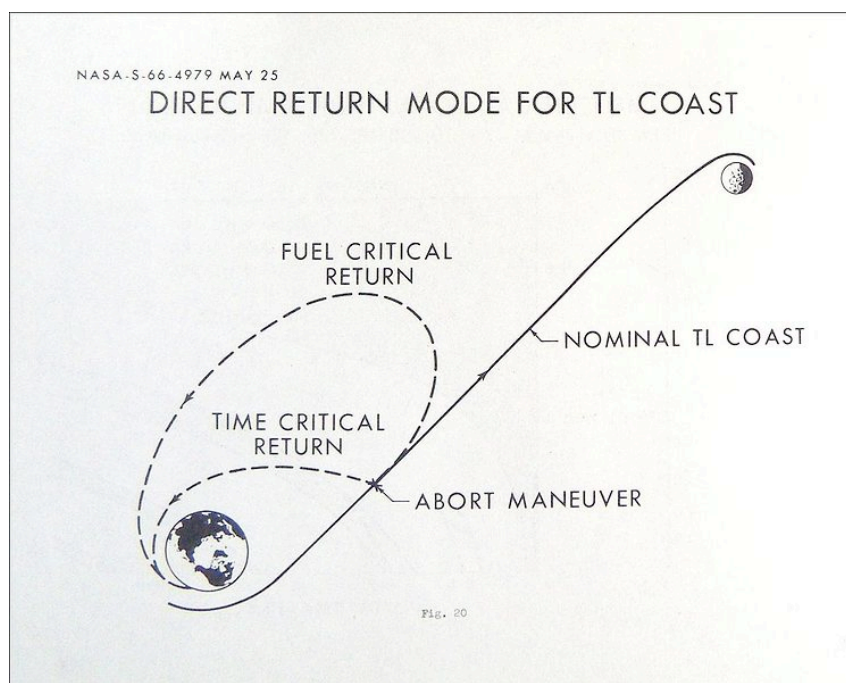 NASA-S-66-4979 MAY 25
DIRECT RETURN MODE FOR TL COAST
FUEL CRITICAL
RETURN
NOMINAL TL COAST
TIME CRITICAL
RETURN
ABORT MANEUVER
Fig. 20